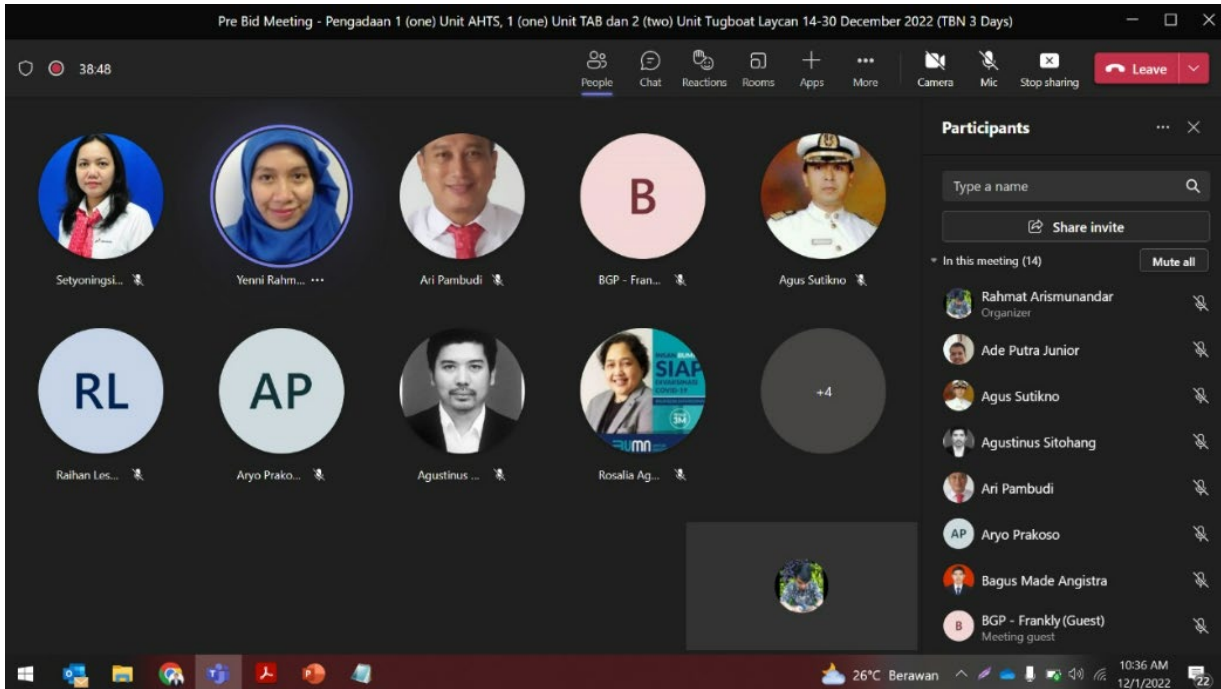 Pre Bid Meeting - Pengadaan 1 (one) Unit AHTS, 1 (one) Unit TAB dan 2 (two) Unit Tugboat Laycan 14-30 December 2022 (TBN 3 Days)
38:48
People
Chat
Reactions
Rooms
Apps
More
Camera
Mic
Stop sharing
Leave
B
Setyoningsi...
Yenni Rahm...
Ari Pambudi
BGP - Fran...
Agus Sutikno
RL
AP
SIAP
DIVAKSINASI
COVID-19
3M
BUMN
+4
Raihan Les...
Aryo Prako...
Agustinus ...
Rosalia Ag...
Participants
Type a name
Share invite
In this meeting (14)
Mute all
Rahmat Arismunandar
Organizer
Ade Putra Junior
Agus Sutikno
Agustinus Sitohang
Ari Pambudi
AP
Aryo Prakoso
Bagus Made Angistra
B
BGP - Frankly (Guest)
Meeting guest
26°C Berawan
10:36 AM
12/1/2022
22